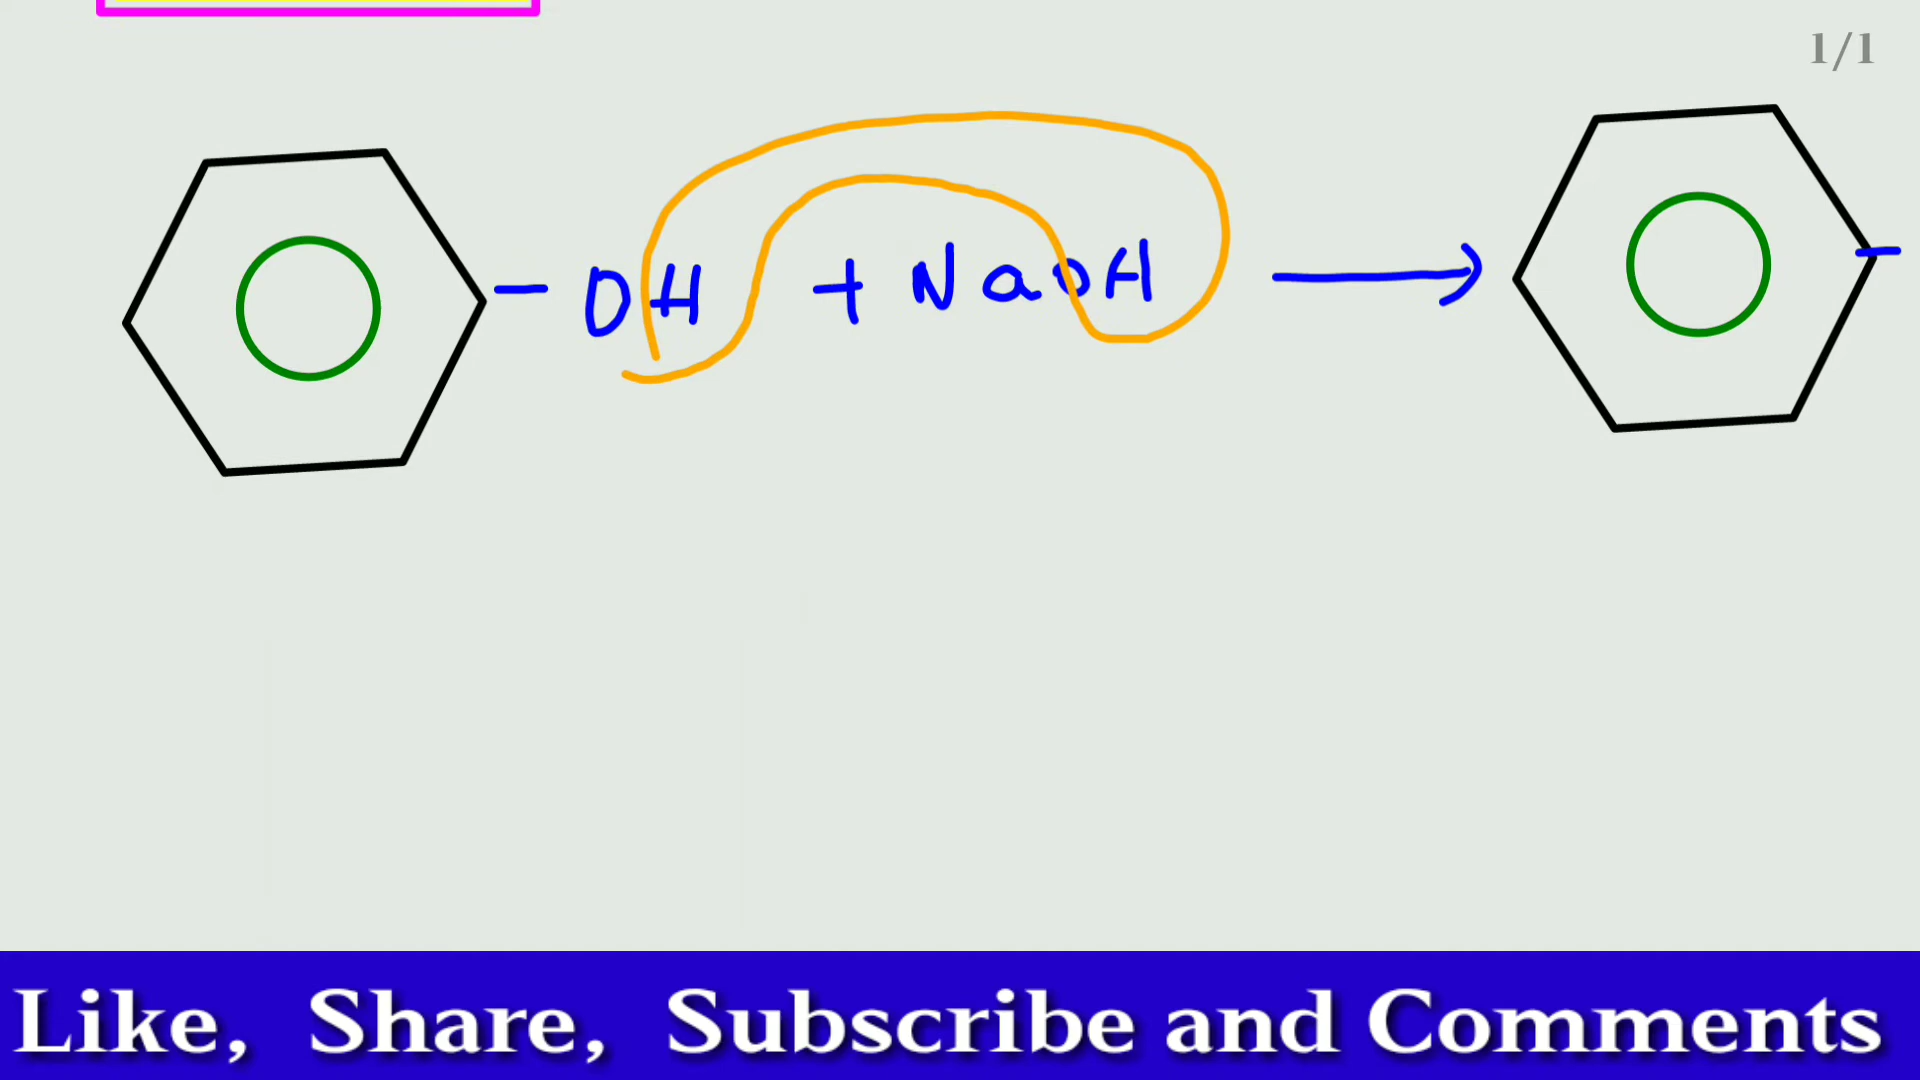 1/1
- OH + NaOH ⟶ -
Like, Share, Subscribe and Comments